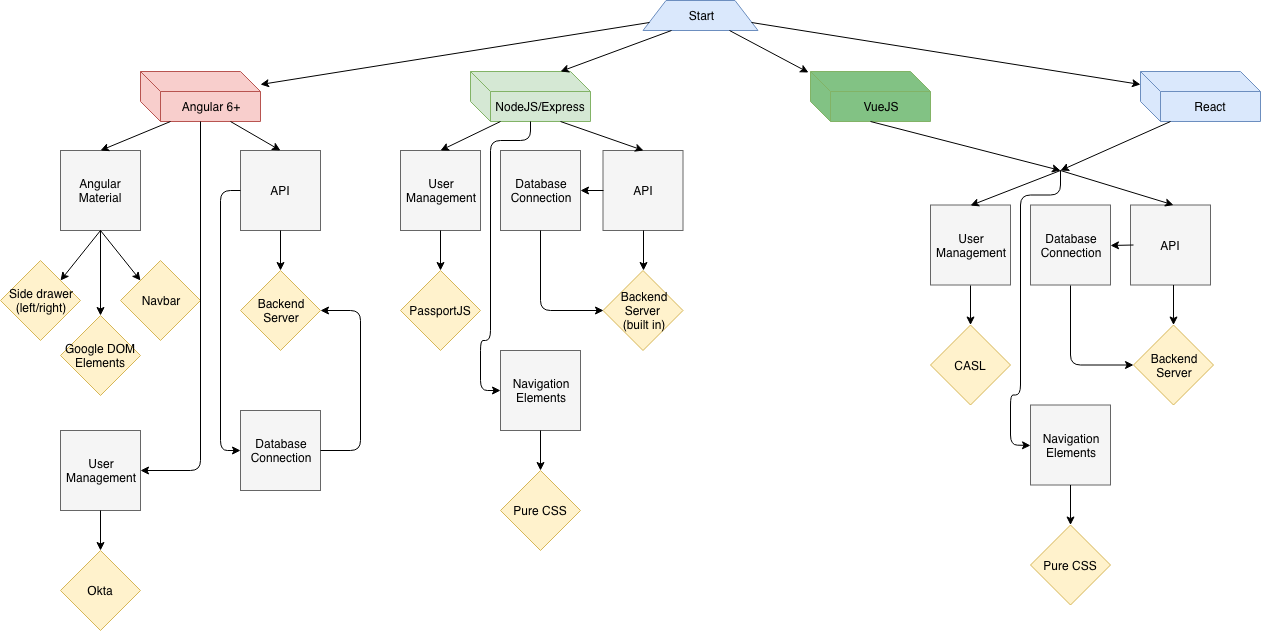 Start
Angular 6+
NodeJS/Express
VueJS
React
Angular
Material
API
User
Management
Database
Connection
API
User
Management
Database
Connection
API
Side drawer
(left/right)
Navbar
Google DOM
Elements
Backend
Server
PassportJS
Backend
Server
(built in)
CASL
Backend
Server
Navigation
Elements
User
Management
Database
Connection
Navigation
Elements
Pure CSS
Pure CSS
Okta